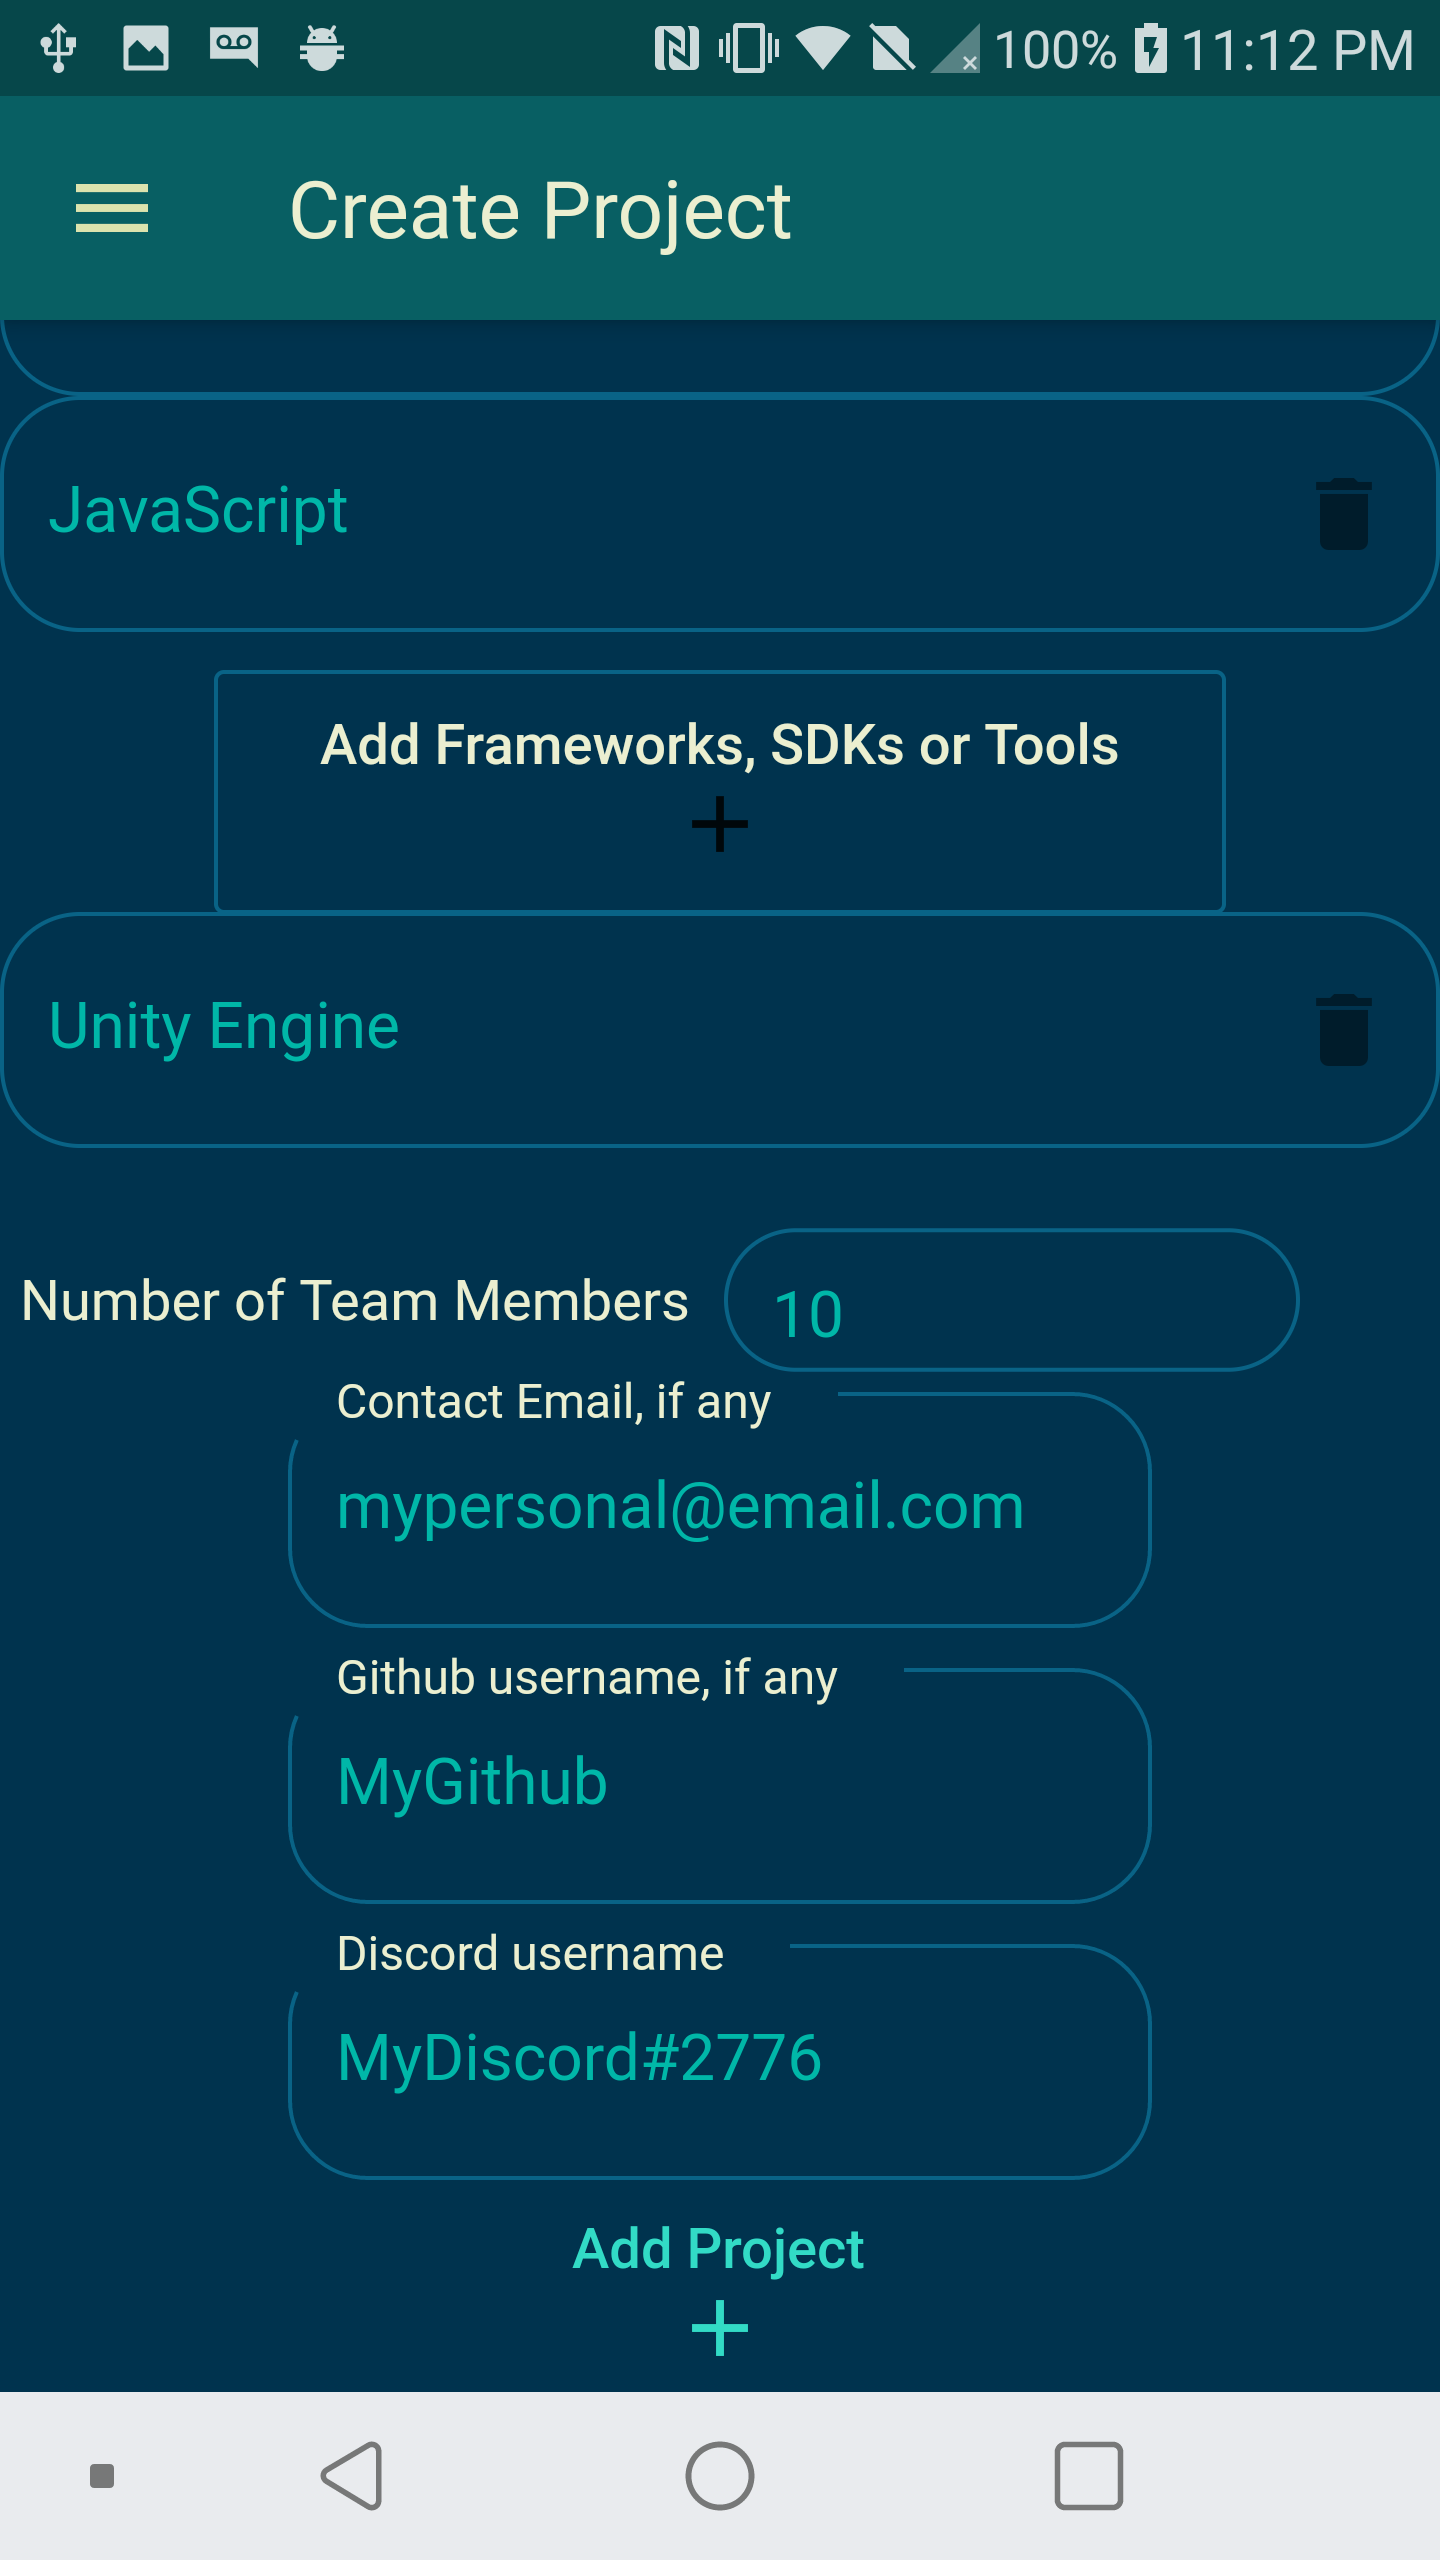 100% 11:12 PM
Create Project
JavaScript
Add Frameworks, SDKs or Tools
Unity Engine
Number of Team Members 10
Contact Email, if any
mypersonal@email.com
Github username, if any
MyGithub
Discord username
MyDiscord#2776
Add Project